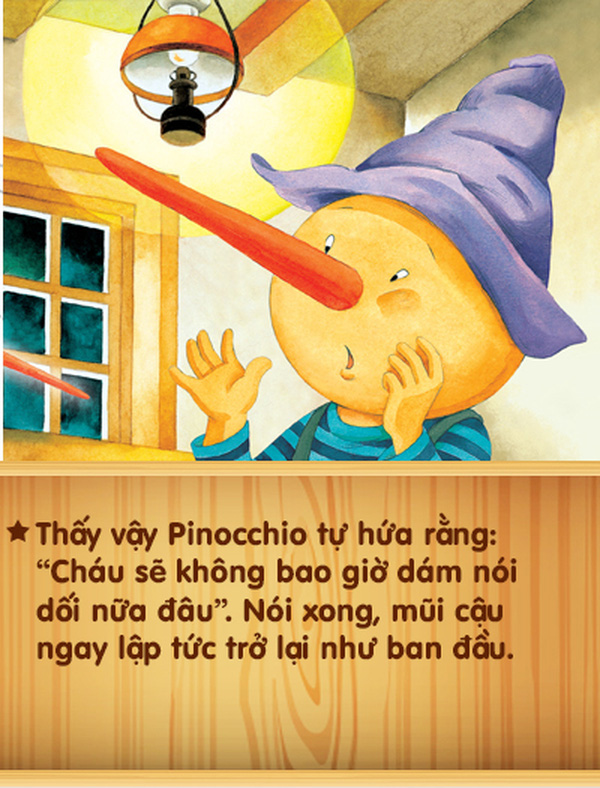 Thấy vậy Pinocchio tự hứa rằng:
“Cháu sẽ không bao giờ dám nói
dối nữa đâu”. Nói xong, mũi cậu
ngay lập tức trở lại như ban đầu.